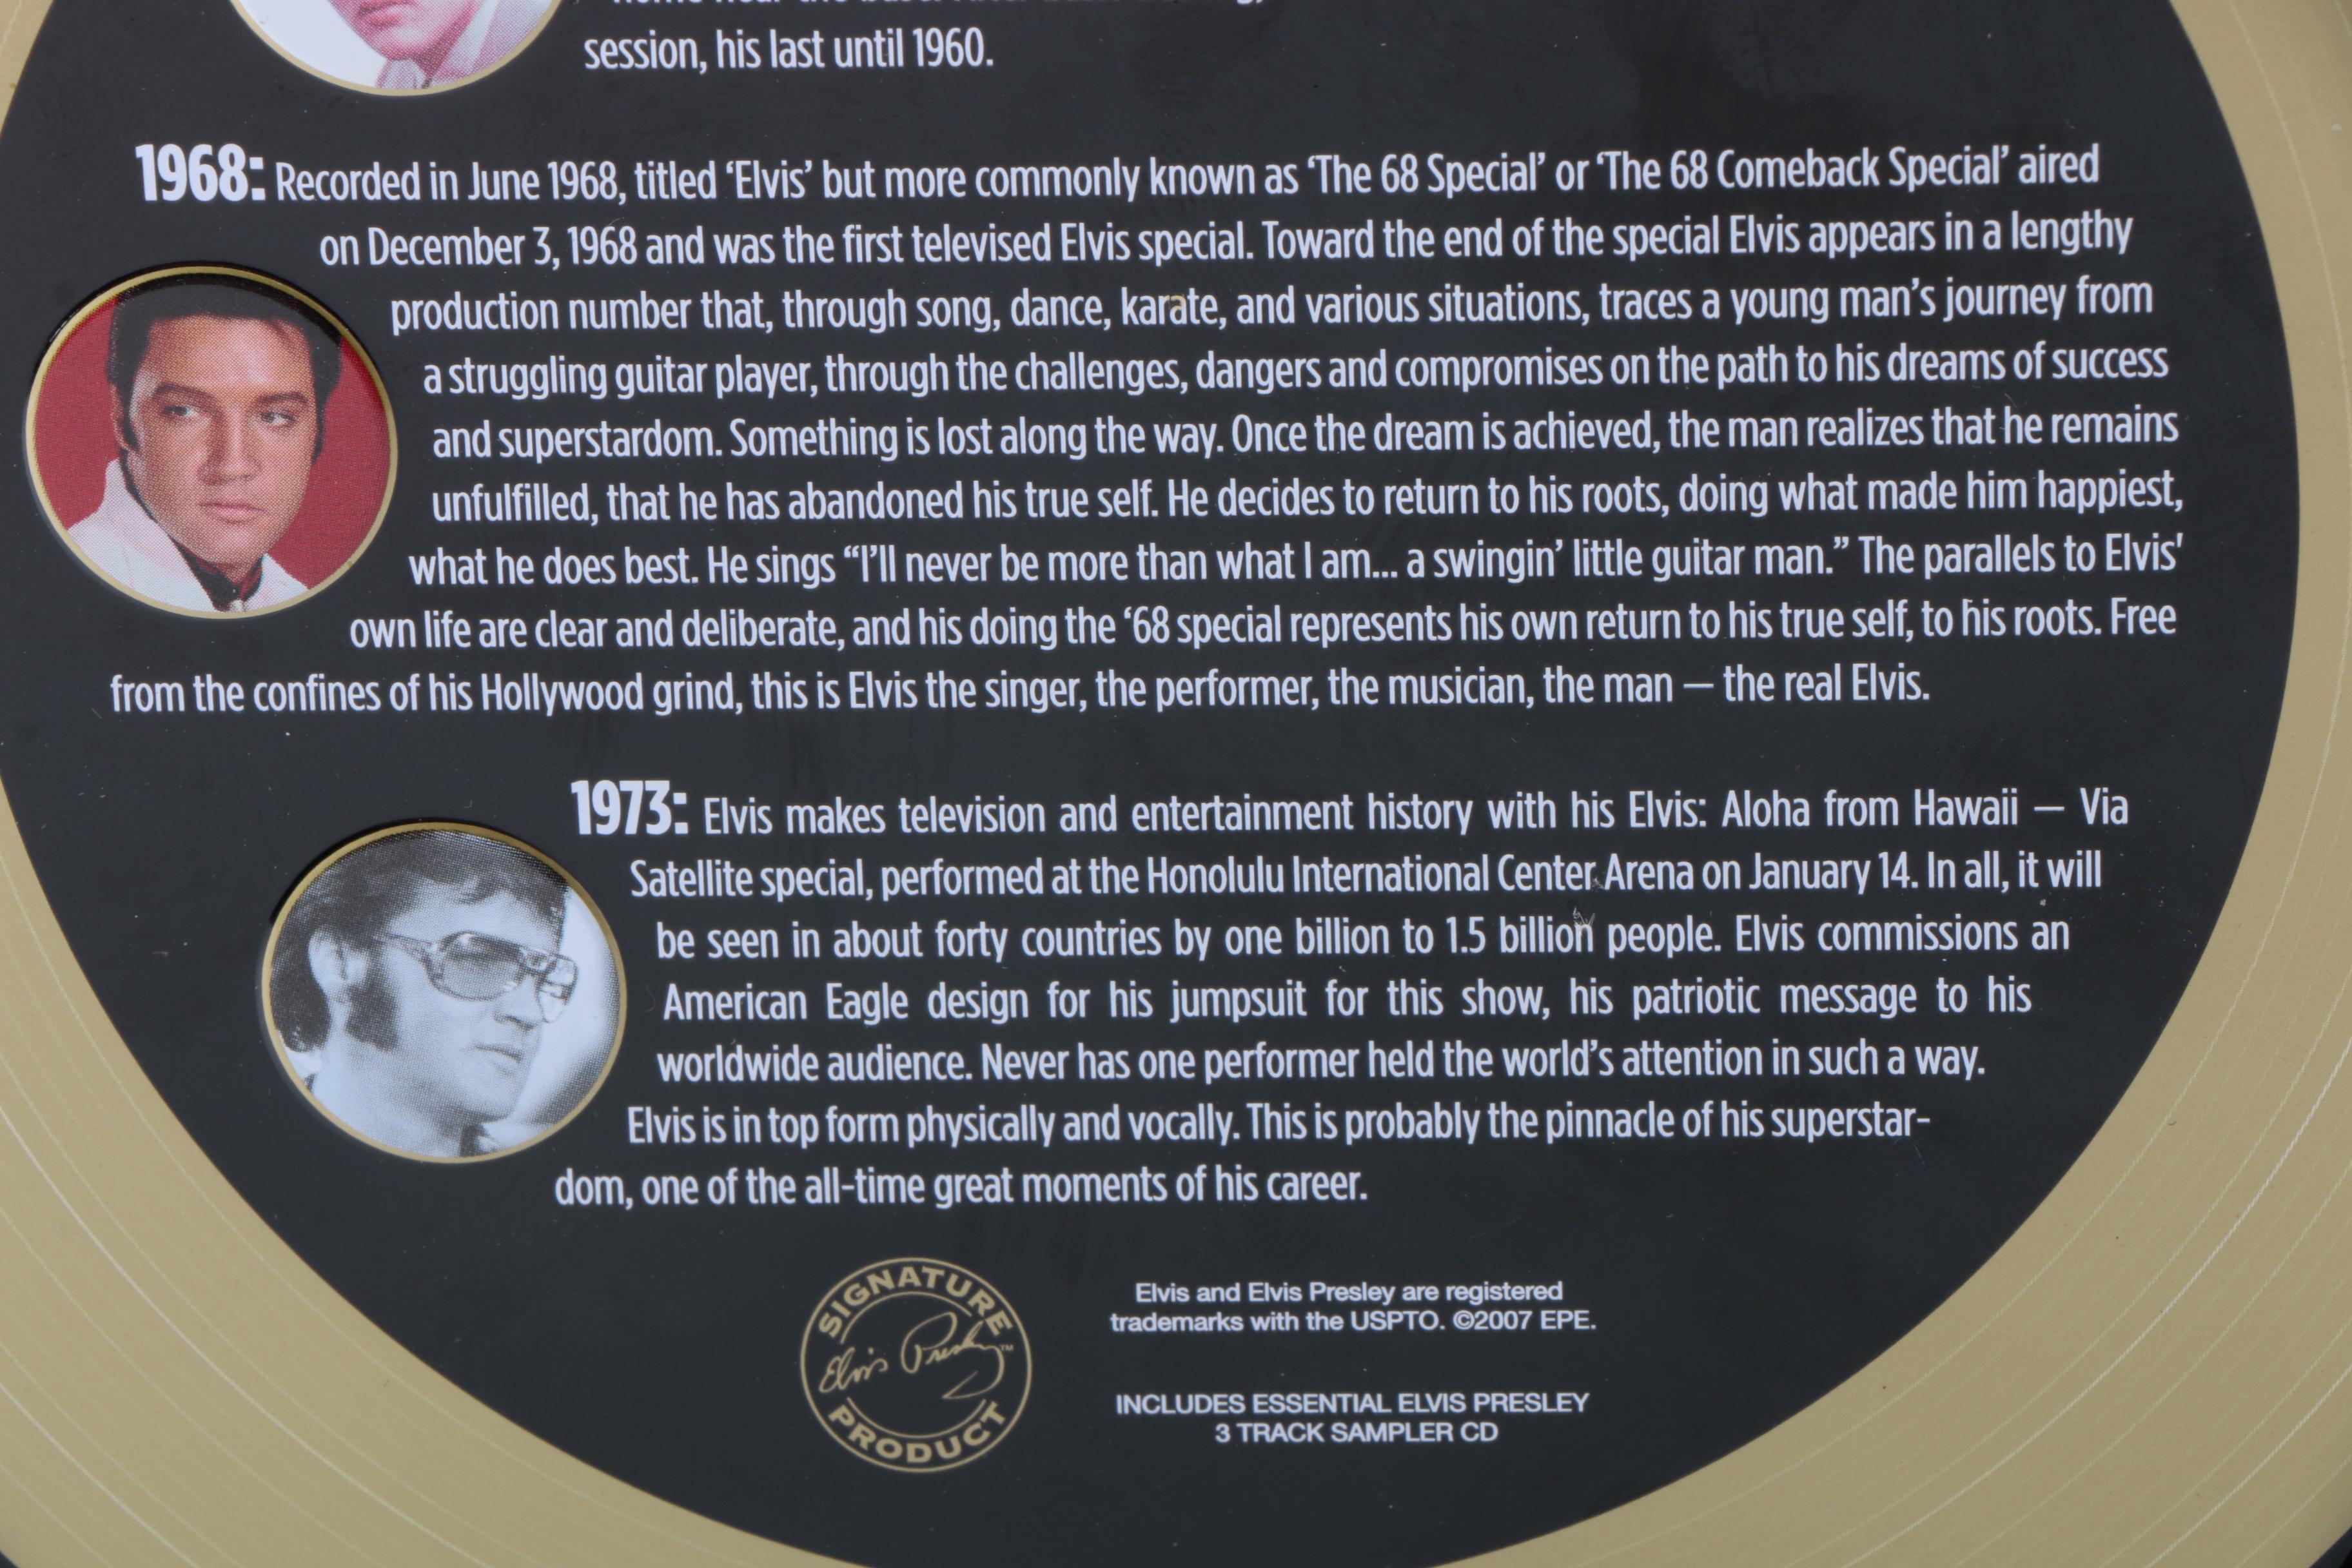 session, his last until 1960.
1968: Recorded in June 1968, titled ‘Elvis’ but more commonly known as ‘The 68 Special’ or ‘The 68 Comeback Special’ aired
on December 3, 1968 and was the first televised Elvis special. Toward the end of the special Elvis appears in a lengthy
production number that, through song, dance, karate, and various situations, traces a young man’s journey from
a struggling guitar player, through the challenges, dangers and compromises on the path to his dreams of success
and superstardom. Something is lost along the way. Once the dream is achieved, the man realizes that he remains
unfulfilled, that he has abandoned his true self. He decides to return to his roots, doing what made him happiest,
what he does best. He sings “I’ll never be more than what I am... a swingin’ little guitar man.” The parallels to Elvis'
own life are clear and deliberate, and his doing the ‘68 special represents his own return to his true self, to his roots. Free
from the confines of his Hollywood grind, this is Elvis the singer, the performer, the musician, the man — the real Elvis.
1973: Elvis makes television and entertainment history with his Elvis: Aloha from Hawaii — Via
Satellite special, performed at the Honolulu International Center Arena on January 14. In all, it will
be seen in about forty countries by one billion to 1.5 billion people. Elvis commissions an
American Eagle design for his jumpsuit for this show, his patriotic message to his
worldwide audience. Never has one performer held the world’s attention in such a way.
Elvis is in top form physically and vocally. This is probably the pinnacle of his superstar-
dom, one of the all-time great moments of his career.
SIGNATURE
Elvis Presley™
PRODUCT
Elvis and Elvis Presley are registered
trademarks with the USPTO. ©2007 EPE.
INCLUDES ESSENTIAL ELVIS PRESLEY
3 TRACK SAMPLER CD